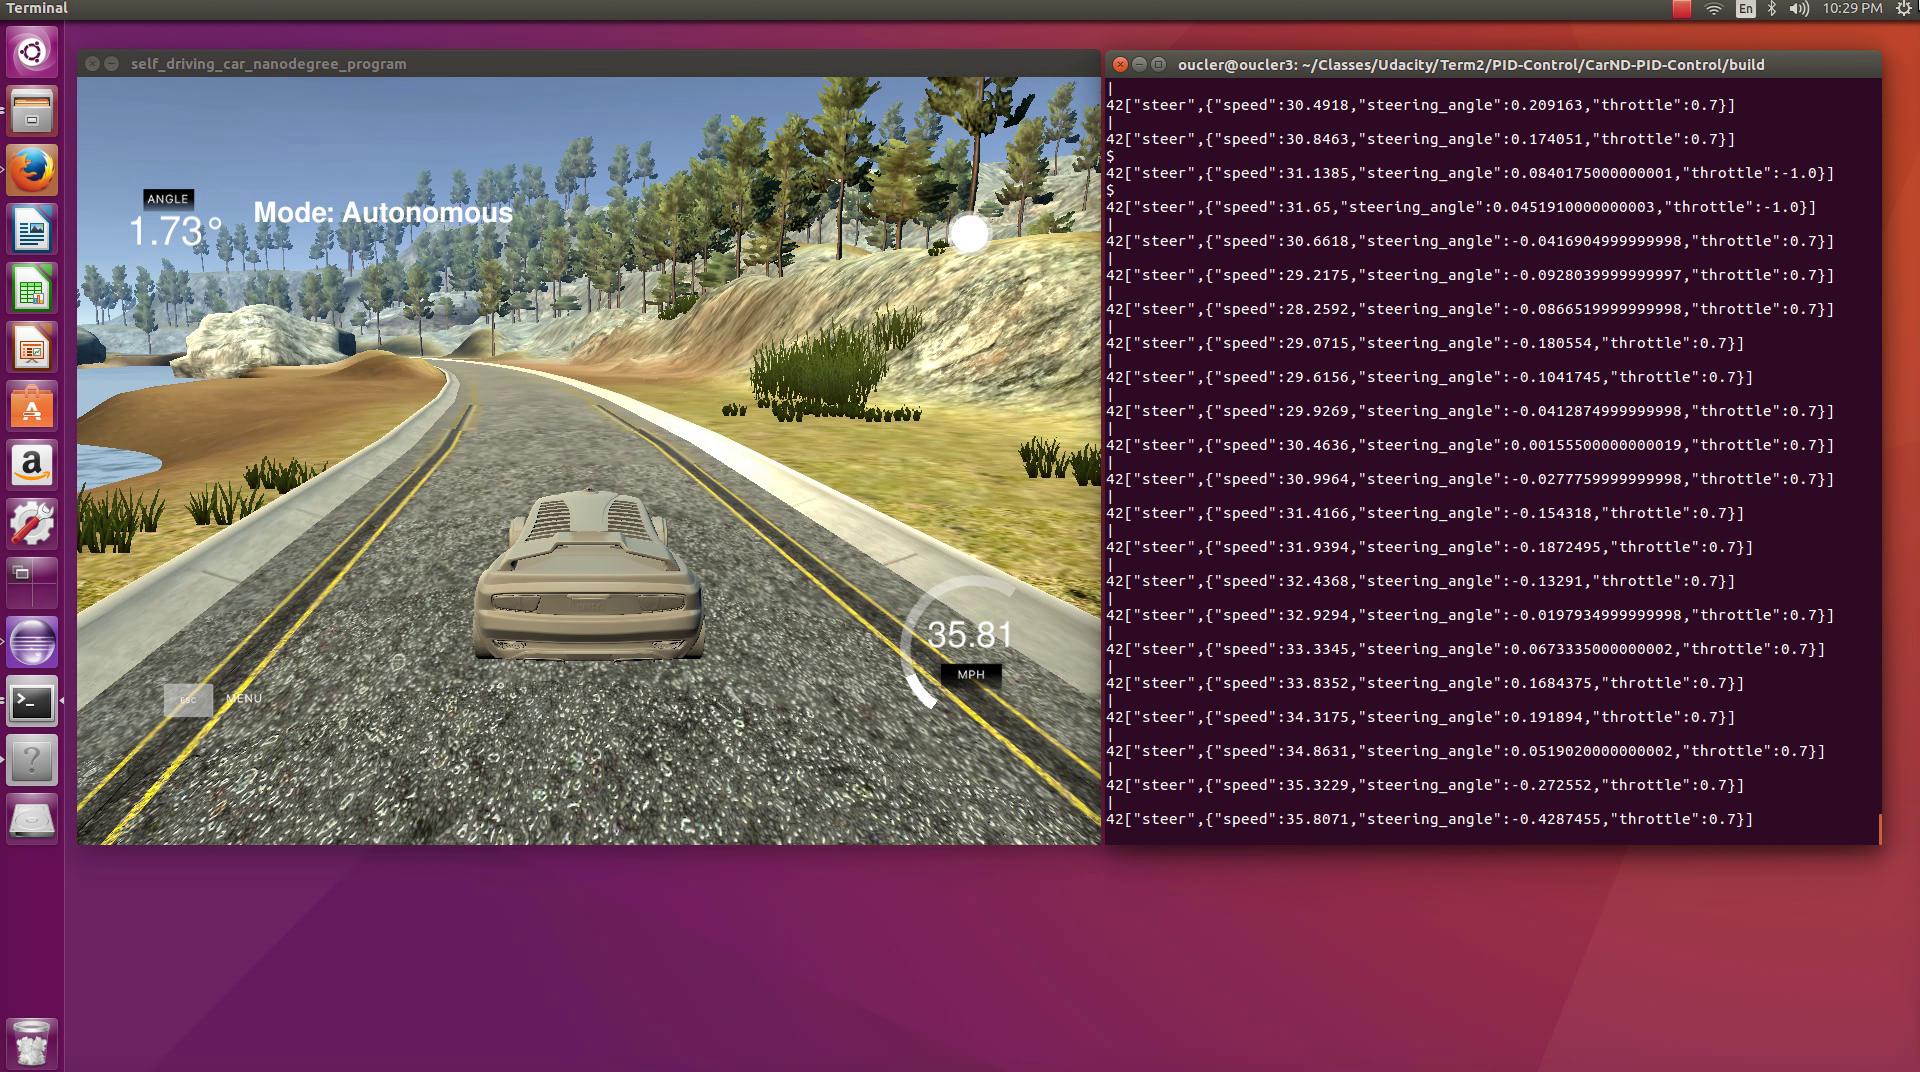 Terminal
En
10:29 PM
self_driving_car_nanodegree_program
ANGLE
1.73°
Mode: Autonomous
35.81
MPH
ESC
MENU
oucler@oucler3: ~/Classes/Udacity/Term2/PID-Control/CarND-PID-Control/build
|
42["steer",{"speed":30.4918,"steering_angle":0.209163,"throttle":0.7}]
|
42["steer",{"speed":30.8463,"steering_angle":0.174051,"throttle":0.7}]
$
42["steer",{"speed":31.1385,"steering_angle":0.0840175000000001,"throttle":-1.0}]
$
42["steer",{"speed":31.65,"steering_angle":0.0451910000000003,"throttle":-1.0}]
|
42["steer",{"speed":30.6618,"steering_angle":-0.0416904999999998,"throttle":0.7}]
|
42["steer",{"speed":29.2175,"steering_angle":-0.0928039999999997,"throttle":0.7}]
|
42["steer",{"speed":28.2592,"steering_angle":-0.0866519999999998,"throttle":0.7}]
|
42["steer",{"speed":29.0715,"steering_angle":-0.180554,"throttle":0.7}]
|
42["steer",{"speed":29.6156,"steering_angle":-0.1041745,"throttle":0.7}]
|
42["steer",{"speed":29.9269,"steering_angle":-0.0412874999999998,"throttle":0.7}]
|
42["steer",{"speed":30.4636,"steering_angle":0.00155500000000019,"throttle":0.7}]
|
42["steer",{"speed":30.9964,"steering_angle":-0.0277759999999998,"throttle":0.7}]
|
42["steer",{"speed":31.4166,"steering_angle":-0.154318,"throttle":0.7}]
|
42["steer",{"speed":31.9394,"steering_angle":-0.1872495,"throttle":0.7}]
|
42["steer",{"speed":32.4368,"steering_angle":-0.13291,"throttle":0.7}]
|
42["steer",{"speed":32.9294,"steering_angle":-0.0197934999999998,"throttle":0.7}]
|
42["steer",{"speed":33.3345,"steering_angle":0.0673335000000002,"throttle":0.7}]
|
42["steer",{"speed":33.8352,"steering_angle":0.1684375,"throttle":0.7}]
|
42["steer",{"speed":34.3175,"steering_angle":0.191894,"throttle":0.7}]
|
42["steer",{"speed":34.8631,"steering_angle":0.0519020000000002,"throttle":0.7}]
|
42["steer",{"speed":35.3229,"steering_angle":-0.272552,"throttle":0.7}]
|
42["steer",{"speed":35.8071,"steering_angle":-0.4287455,"throttle":0.7}]